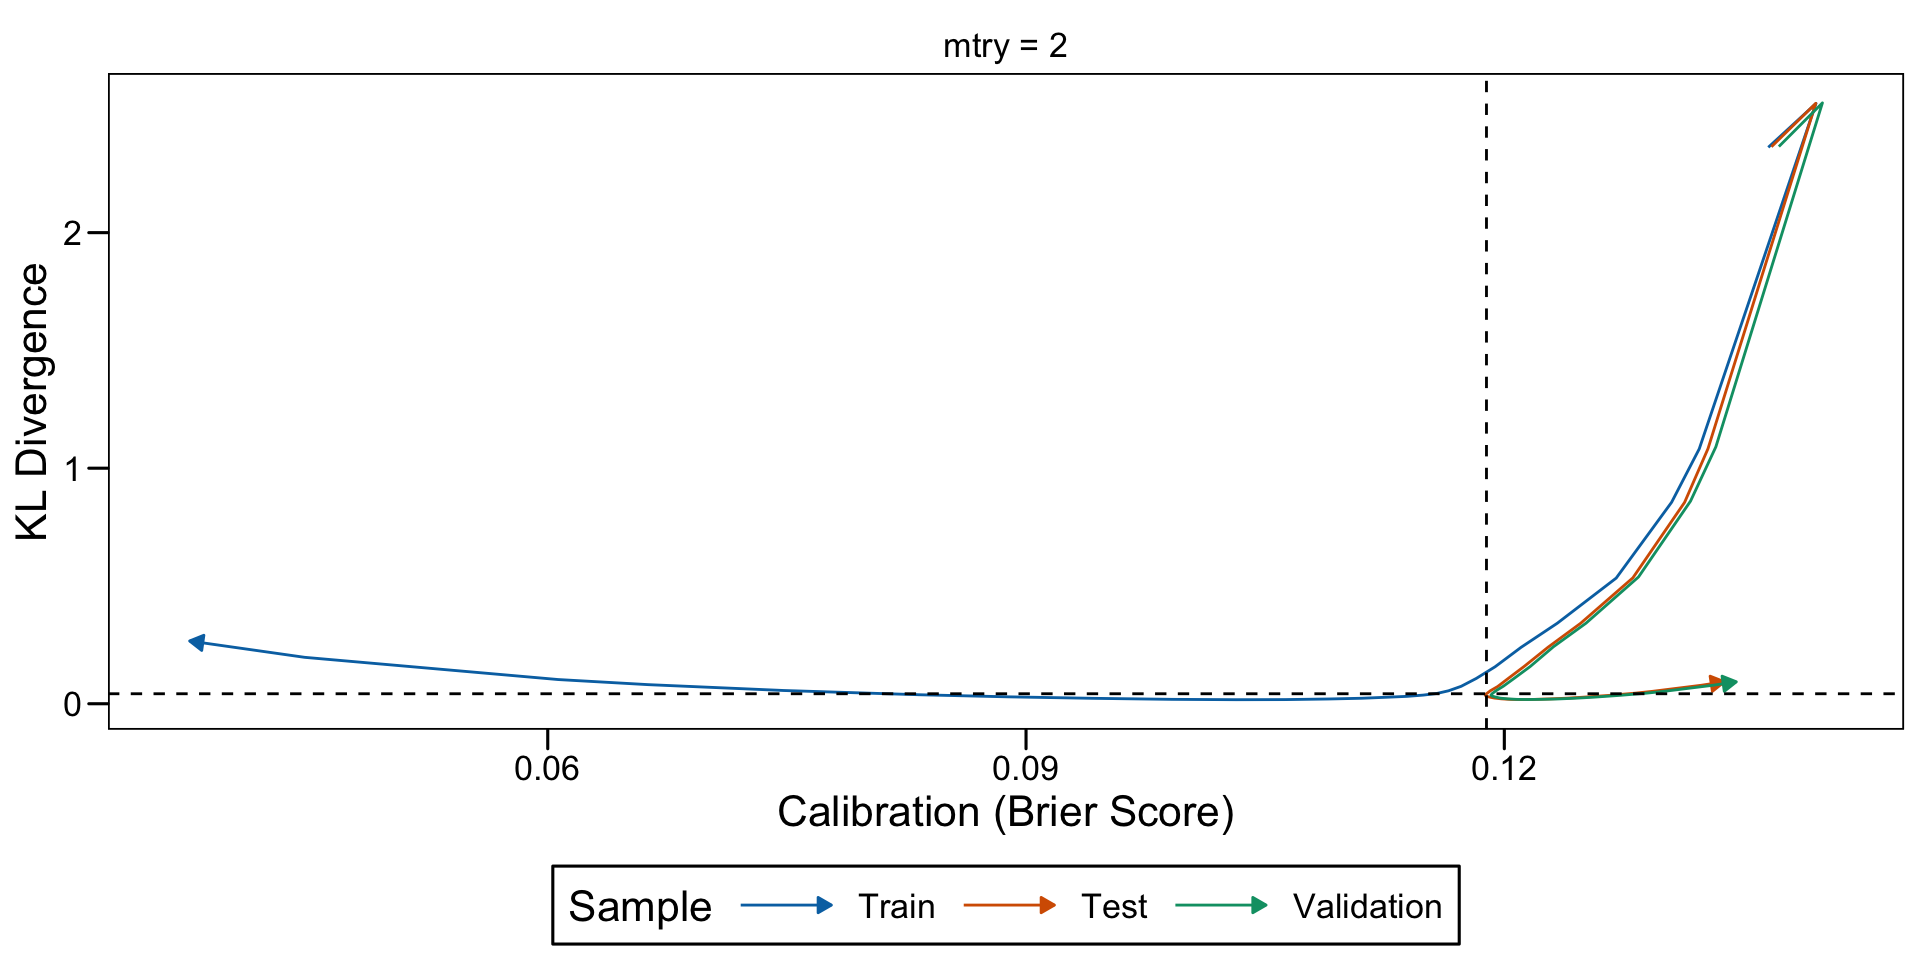 mtry = 2
KL Divergence
2
1
0
0.06
0.09
0.12
Calibration (Brier Score)
Sample
Train
Test
Validation